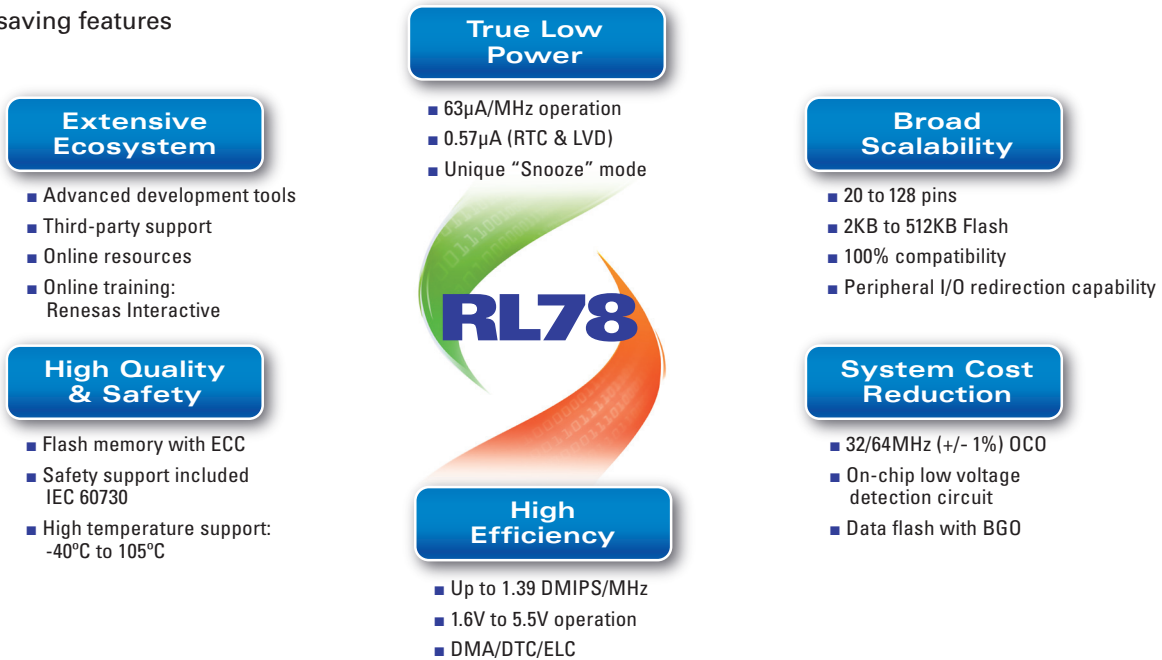 saving features
True Low
Power
■ 63µA/MHz operation
■ 0.57µA (RTC & LVD)
■ Unique “Snooze” mode
Extensive
Ecosystem
■ Advanced development tools
■ Third-party support
■ Online resources
■ Online training:
Renesas Interactive
Broad
Scalability
■ 20 to 128 pins
■ 2KB to 512KB Flash
■ 100% compatibility
■ Peripheral I/O redirection capability
RL78
High Quality
& Safety
■ Flash memory with ECC
■ Safety support included
IEC 60730
■ High temperature support:
-40ºC to 105ºC
System Cost
Reduction
■ 32/64MHz (+/- 1%) OCO
■ On-chip low voltage
detection circuit
■ Data flash with BGO
High
Efficiency
■ Up to 1.39 DMIPS/MHz
■ 1.6V to 5.5V operation
■ DMA/DTC/ELC